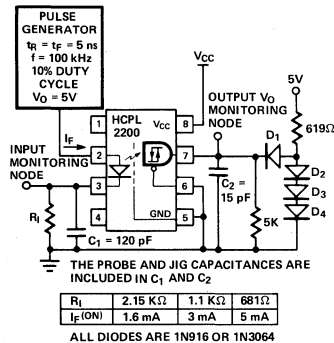 PULSE
GENERATOR
tR = tF = 5 ns
f = 100 kHz
10% DUTY
CYCLE
VO = 5V
IF
INPUT
MONITORING
NODE
RI
C1 = 120 pF
HCPL
2200
VCC
GND
1
2
3
4
8
7
6
5
VCC
OUTPUT VO
MONITORING
NODE
5V
D1
619Ω
D2
D3
D4
C2 =
15 pF
5K
THE PROBE AND JIG CAPACITANCES ARE
INCLUDED IN C1 AND C2
RI 2.15 KΩ 1.1 KΩ 681Ω
IF (ON) 1.6 mA 3 mA 5 mA
ALL DIODES ARE 1N916 OR 1N3064